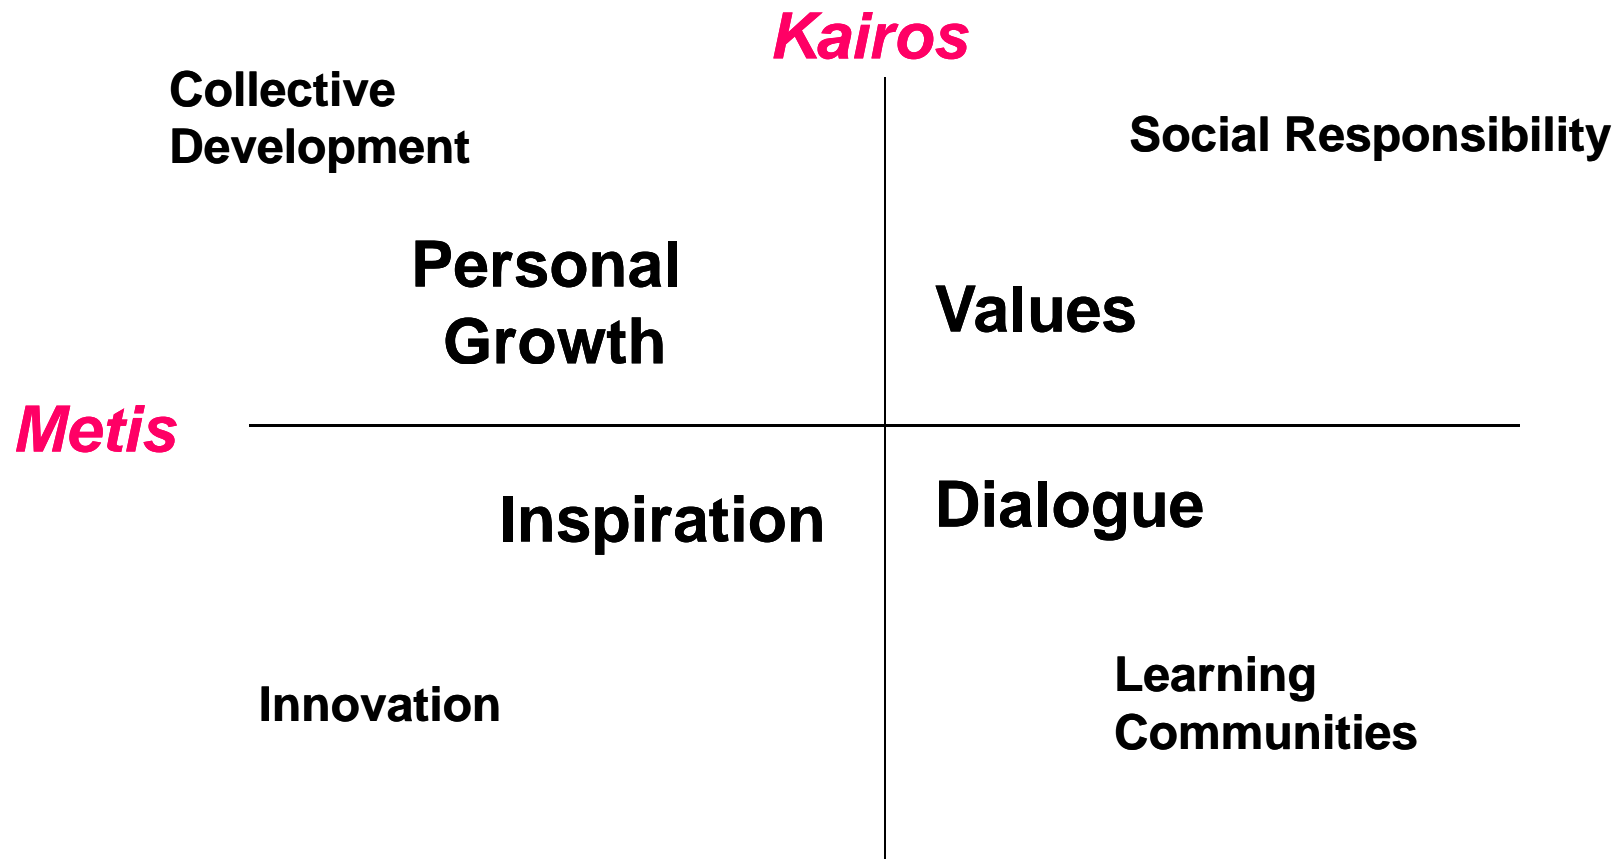 Kairos
Collective
Development
Social Responsibility
Personal
Growth
Values
Metis
Inspiration
Dialogue
Innovation
Learning
Communities